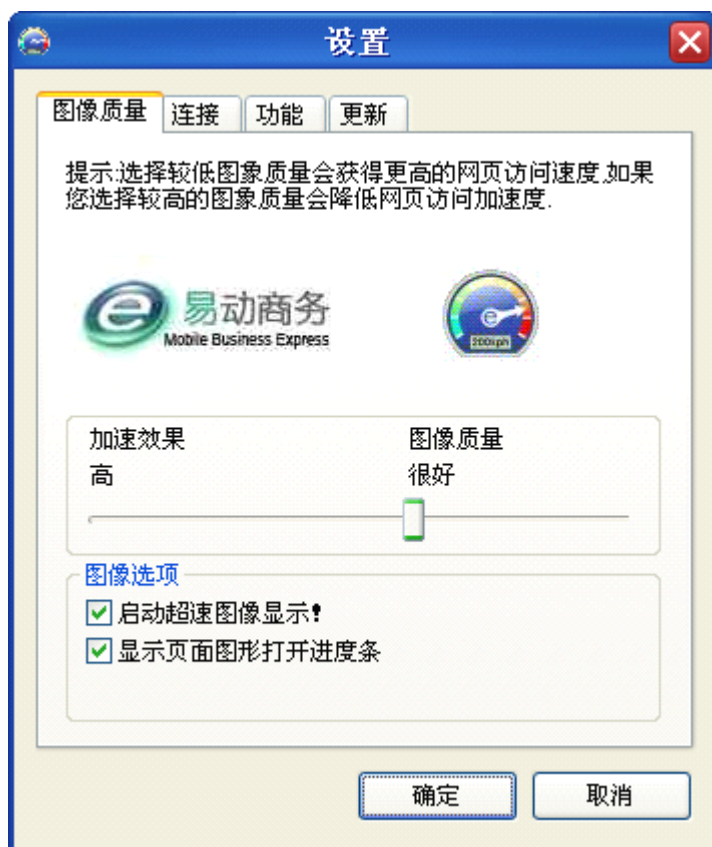 设置
图像质量 连接 功能 更新
提示:选择较低图象质量会获得更高的网页访问速度,如果
您选择较高的图象质量会降低网页访问加速度.
e 易动商务
Mobile Business Express
e
200kph
加速效果 图像质量
高 很好
图像选项
启动超速图像显示!
显示页面图形打开进度条
确定 取消